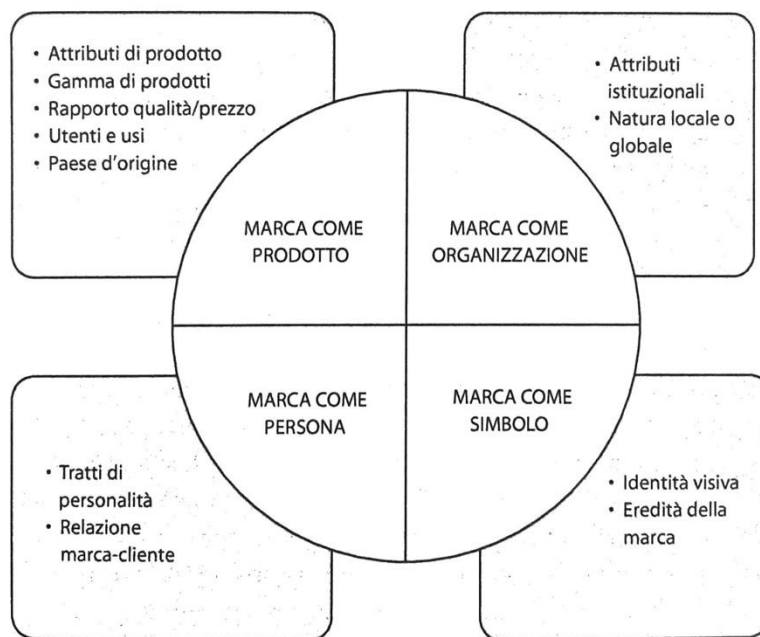 • Attributi di prodotto
• Gamma di prodotti
• Rapporto qualità/prezzo
• Utenti e usi
• Paese d'origine
• Attributi
istituzionali
• Natura locale o
globale
MARCA COME
PRODOTTO
MARCA COME
ORGANIZZAZIONE
MARCA COME
PERSONA
MARCA COME
SIMBOLO
• Tratti di
personalità
• Relazione
marca-cliente
• Identità visiva
• Eredità della
marca